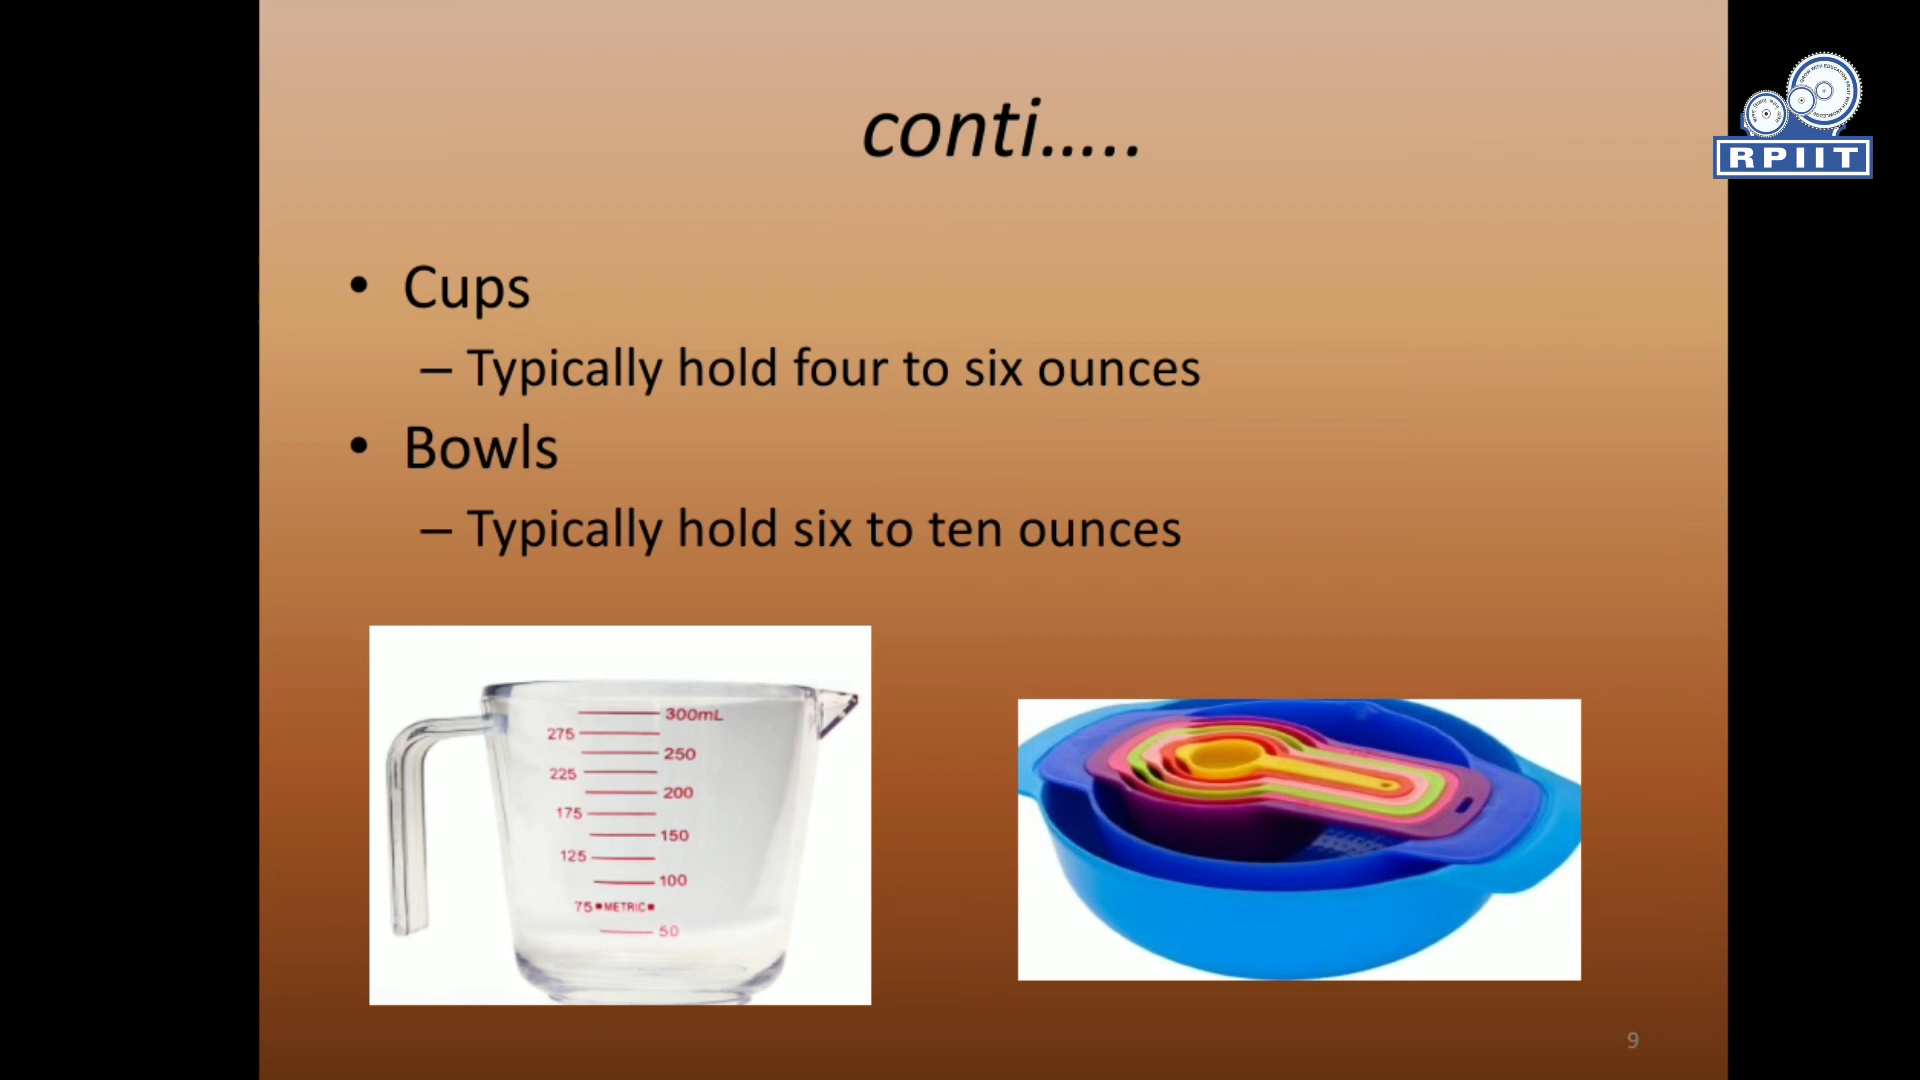 conti.....
RPIIT
• Cups
– Typically hold four to six ounces
• Bowls
– Typically hold six to ten ounces
300mL
275
250
225
200
175
150
125
100
75 ■ METRIC ■
50
9